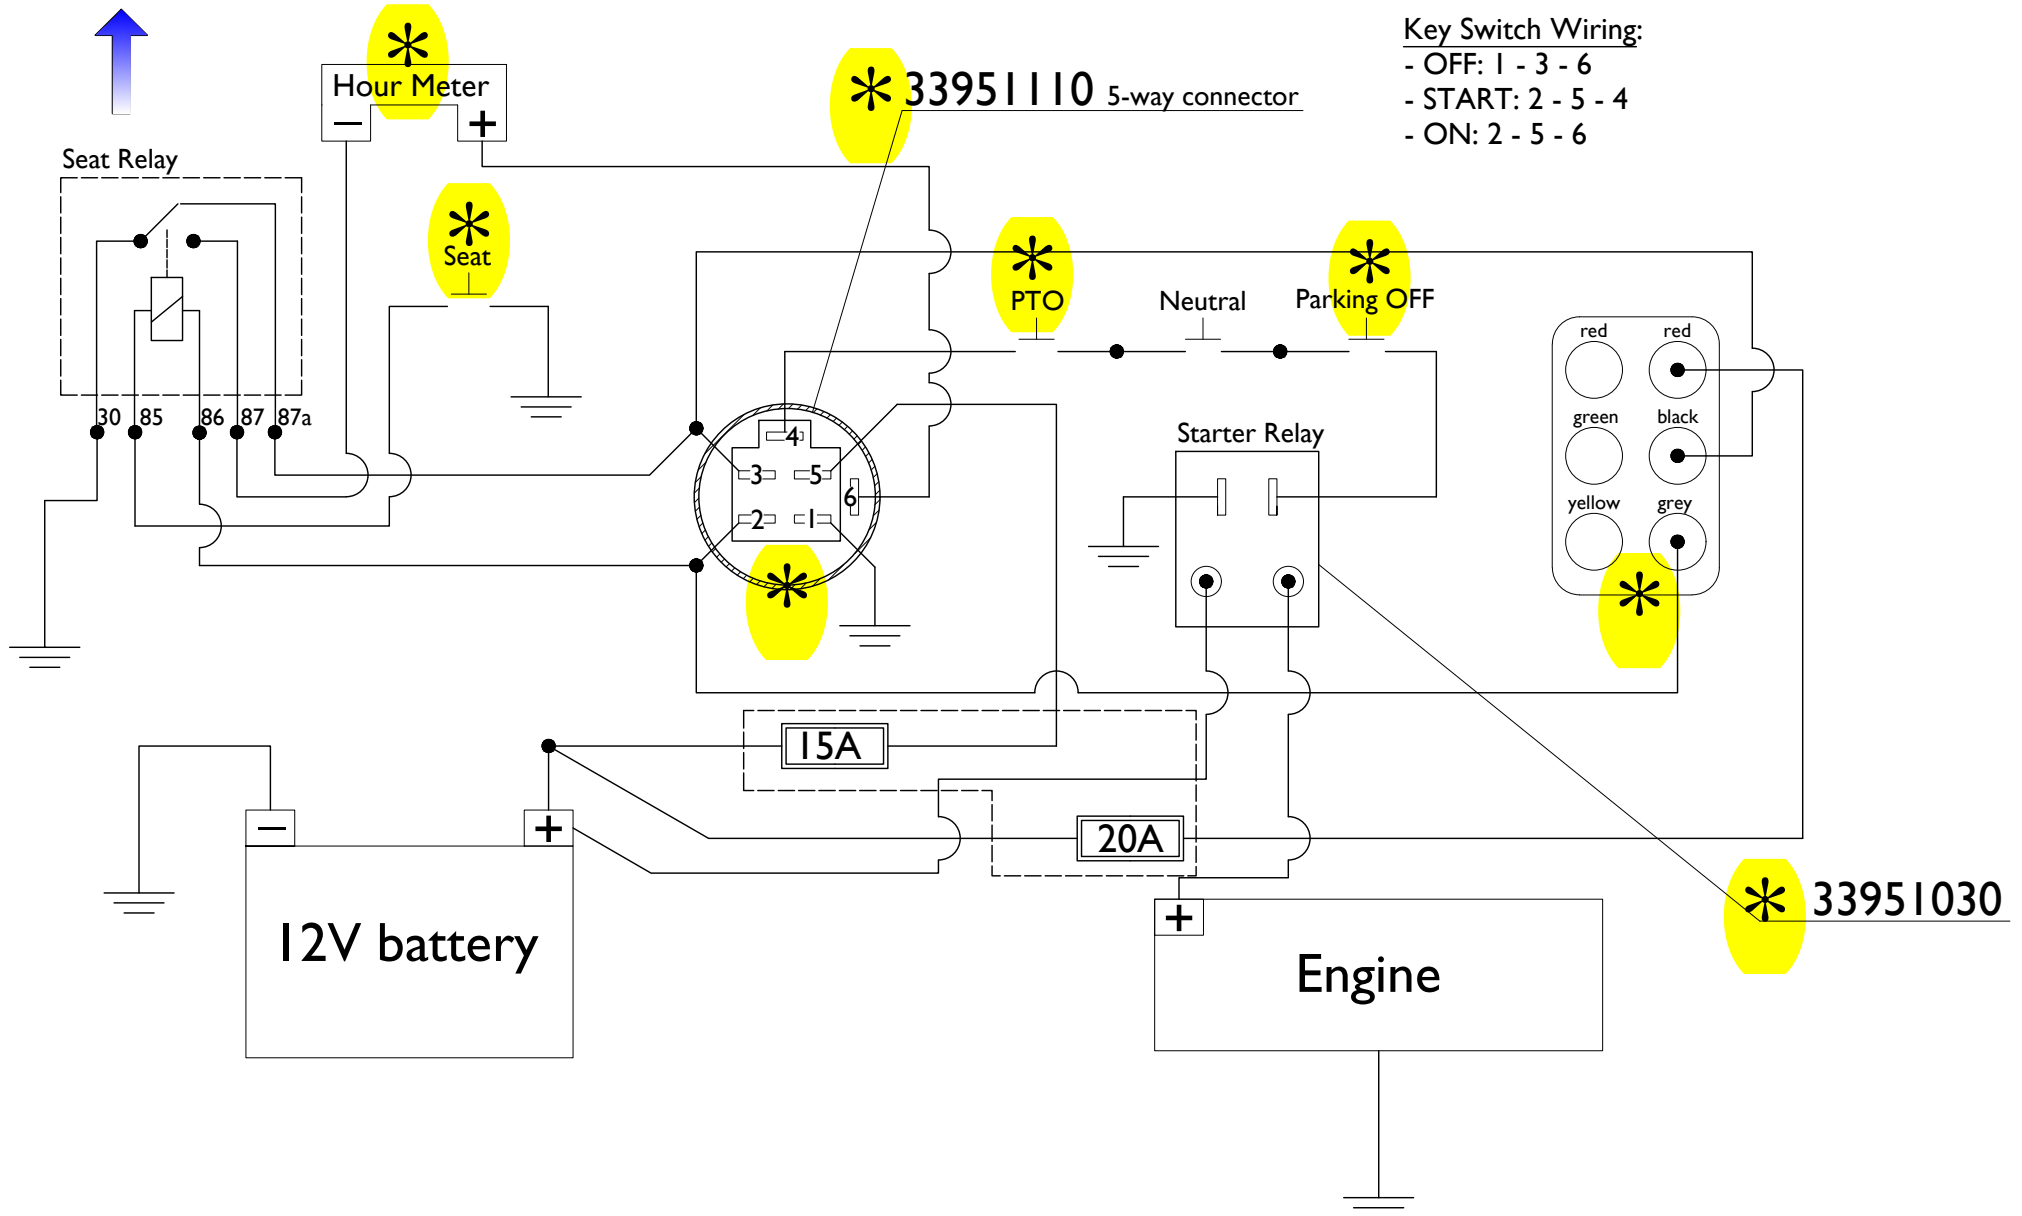 Key Switch Wiring:
- OFF: 1 - 3 - 6
- START: 2 - 5 - 4
- ON: 2 - 5 - 6
* Hour Meter
− +
* 33951110 5-way connector
Seat Relay
30 85 86 87 87a
* Seat
* PTO
Neutral
* Parking OFF
4
3 5
6
2 1
*
Starter Relay
red red
green black
yellow grey
*
15A
20A
− +
12V battery
+
Engine
* 33951030